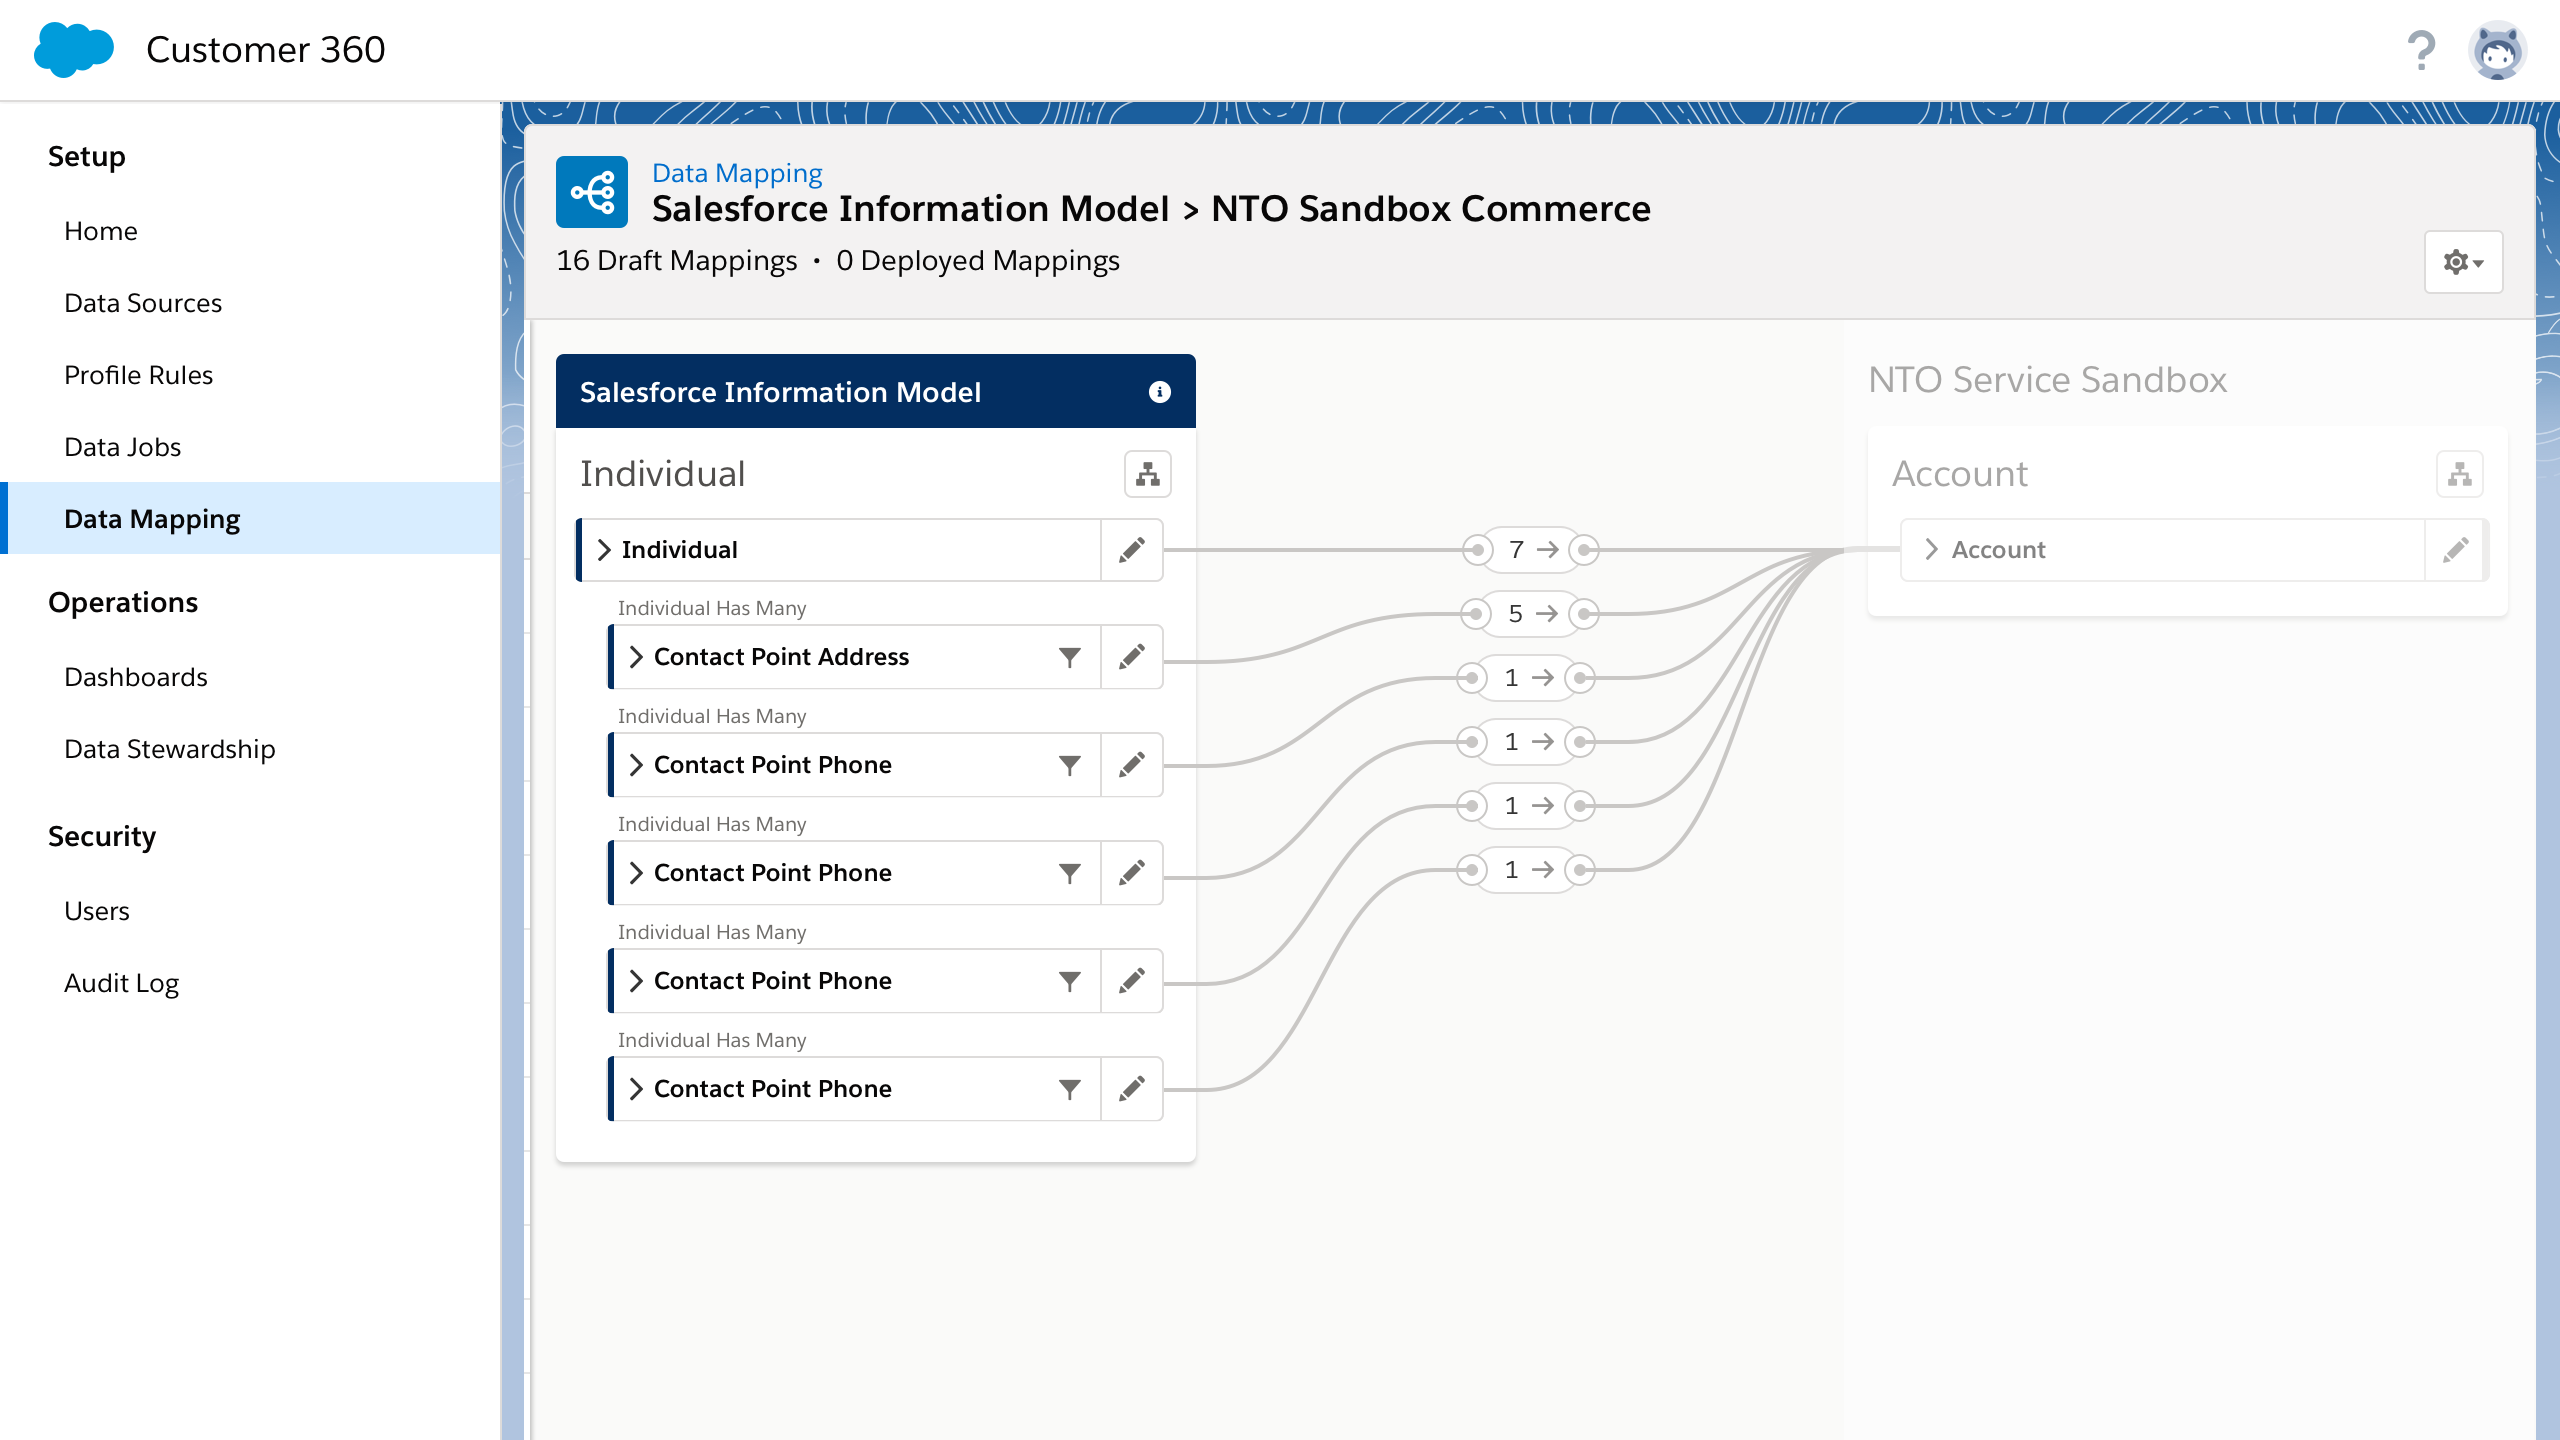 Customer 360
?
Setup
Home
Data Sources
Profile Rules
Data Jobs
Data Mapping
Operations
Dashboards
Data Stewardship
Security
Users
Audit Log
Data Mapping
Salesforce Information Model > NTO Sandbox Commerce
16 Draft Mappings • 0 Deployed Mappings
Salesforce Information Model
Individual
Individual
Individual Has Many
Contact Point Address
Individual Has Many
Contact Point Phone
Individual Has Many
Contact Point Phone
Individual Has Many
Contact Point Phone
Individual Has Many
Contact Point Phone
7 →
5 →
1 →
1 →
1 →
1 →
NTO Service Sandbox
Account
Account